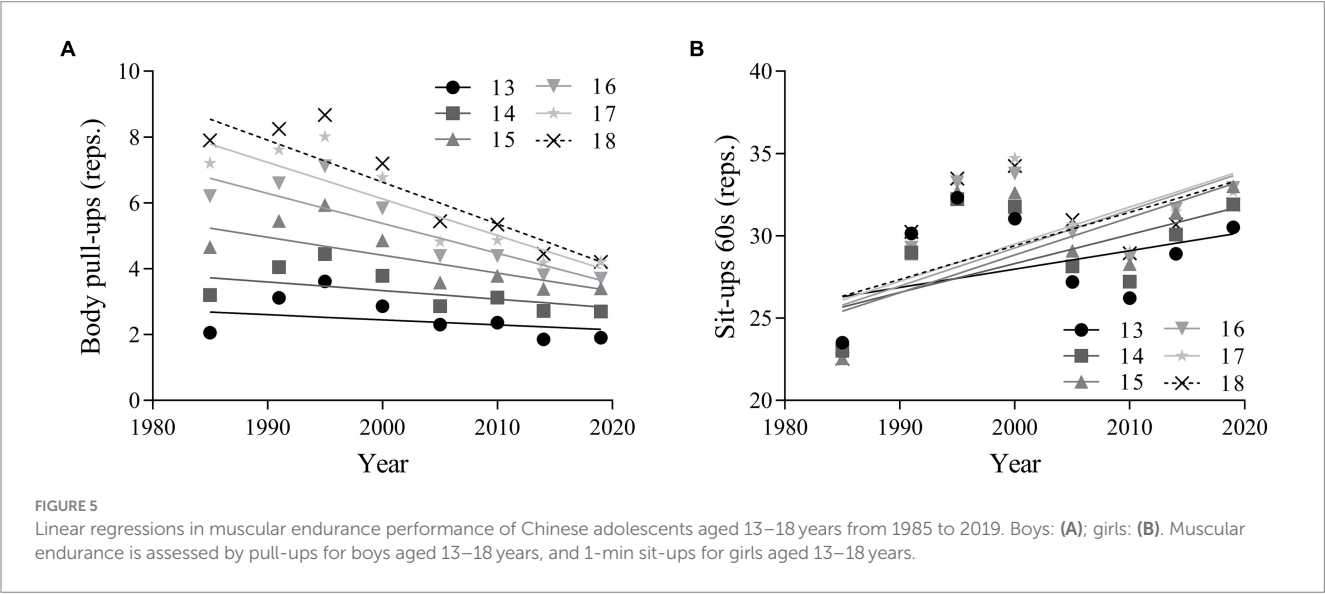 A
Body pull-ups (reps.)
10
8
6
4
2
0
1980 1990 2000 2010 2020
Year
13 16
14 17
15 18
B
Sit-ups 60s (reps.)
40
35
30
25
20
1980 1990 2000 2010 2020
Year
13 16
14 17
15 18
FIGURE 5
Linear regressions in muscular endurance performance of Chinese adolescents aged 13–18 years from 1985 to 2019. Boys: (A); girls: (B). Muscular
endurance is assessed by pull-ups for boys aged 13–18 years, and 1-min sit-ups for girls aged 13–18 years.